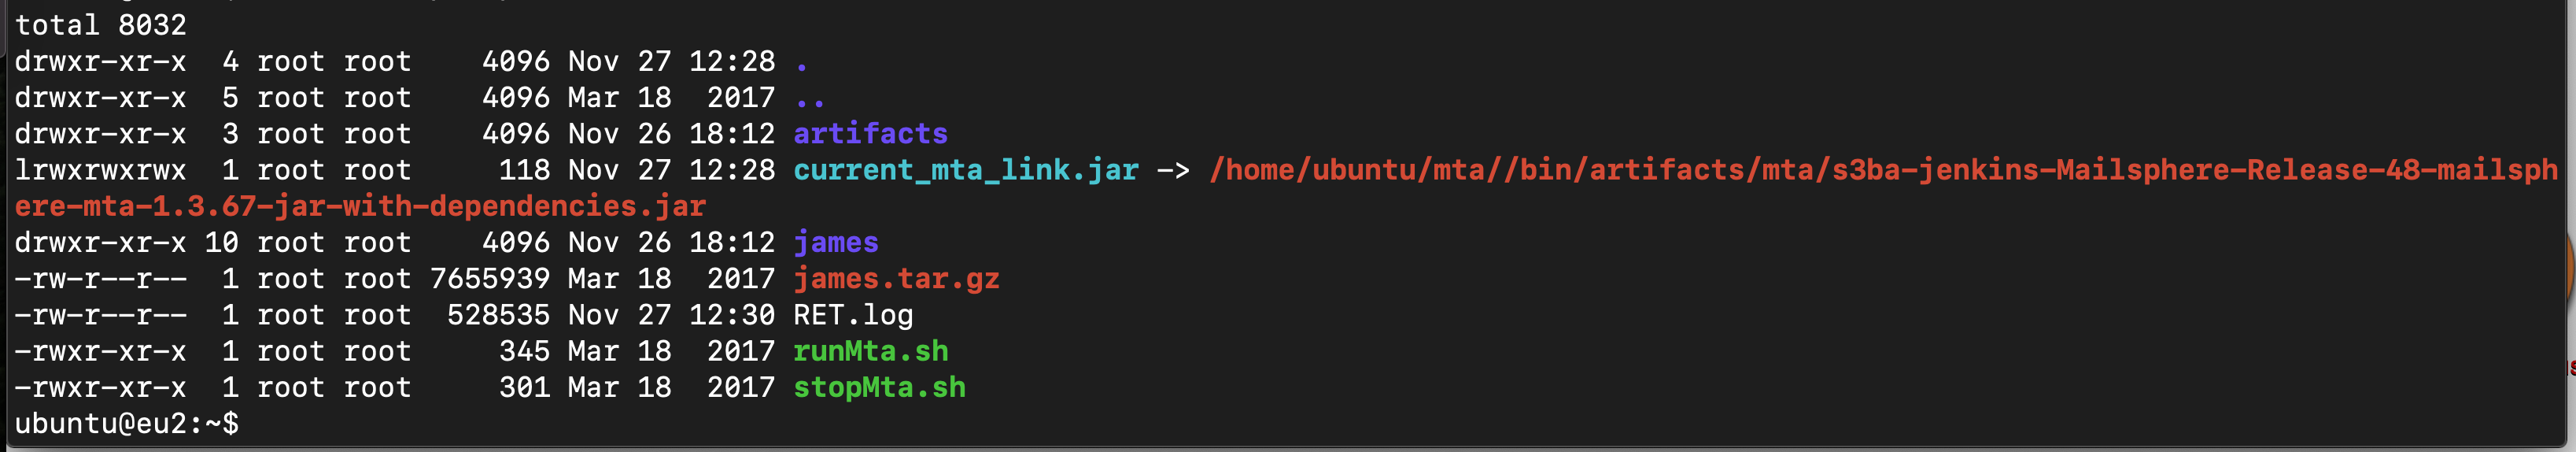 total 8032
drwxr-xr-x  4 root root    4096 Nov 27 12:28 .
drwxr-xr-x  5 root root    4096 Mar 18  2017 ..
drwxr-xr-x  3 root root    4096 Nov 26 18:12 artifacts
lrwxrwxrwx  1 root root     118 Nov 27 12:28 current_mta_link.jar -> /home/ubuntu/mta//bin/artifacts/mta/s3ba-jenkins-Mailsphere-Release-48-mailsph
ere-mta-1.3.67-jar-with-dependencies.jar
drwxr-xr-x 10 root root    4096 Nov 26 18:12 james
-rw-r--r--  1 root root 7655939 Mar 18  2017 james.tar.gz
-rw-r--r--  1 root root  528535 Nov 27 12:30 RET.log
-rwxr-xr-x  1 root root     345 Mar 18  2017 runMta.sh
-rwxr-xr-x  1 root root     301 Mar 18  2017 stopMta.sh
ubuntu@eu2:~$